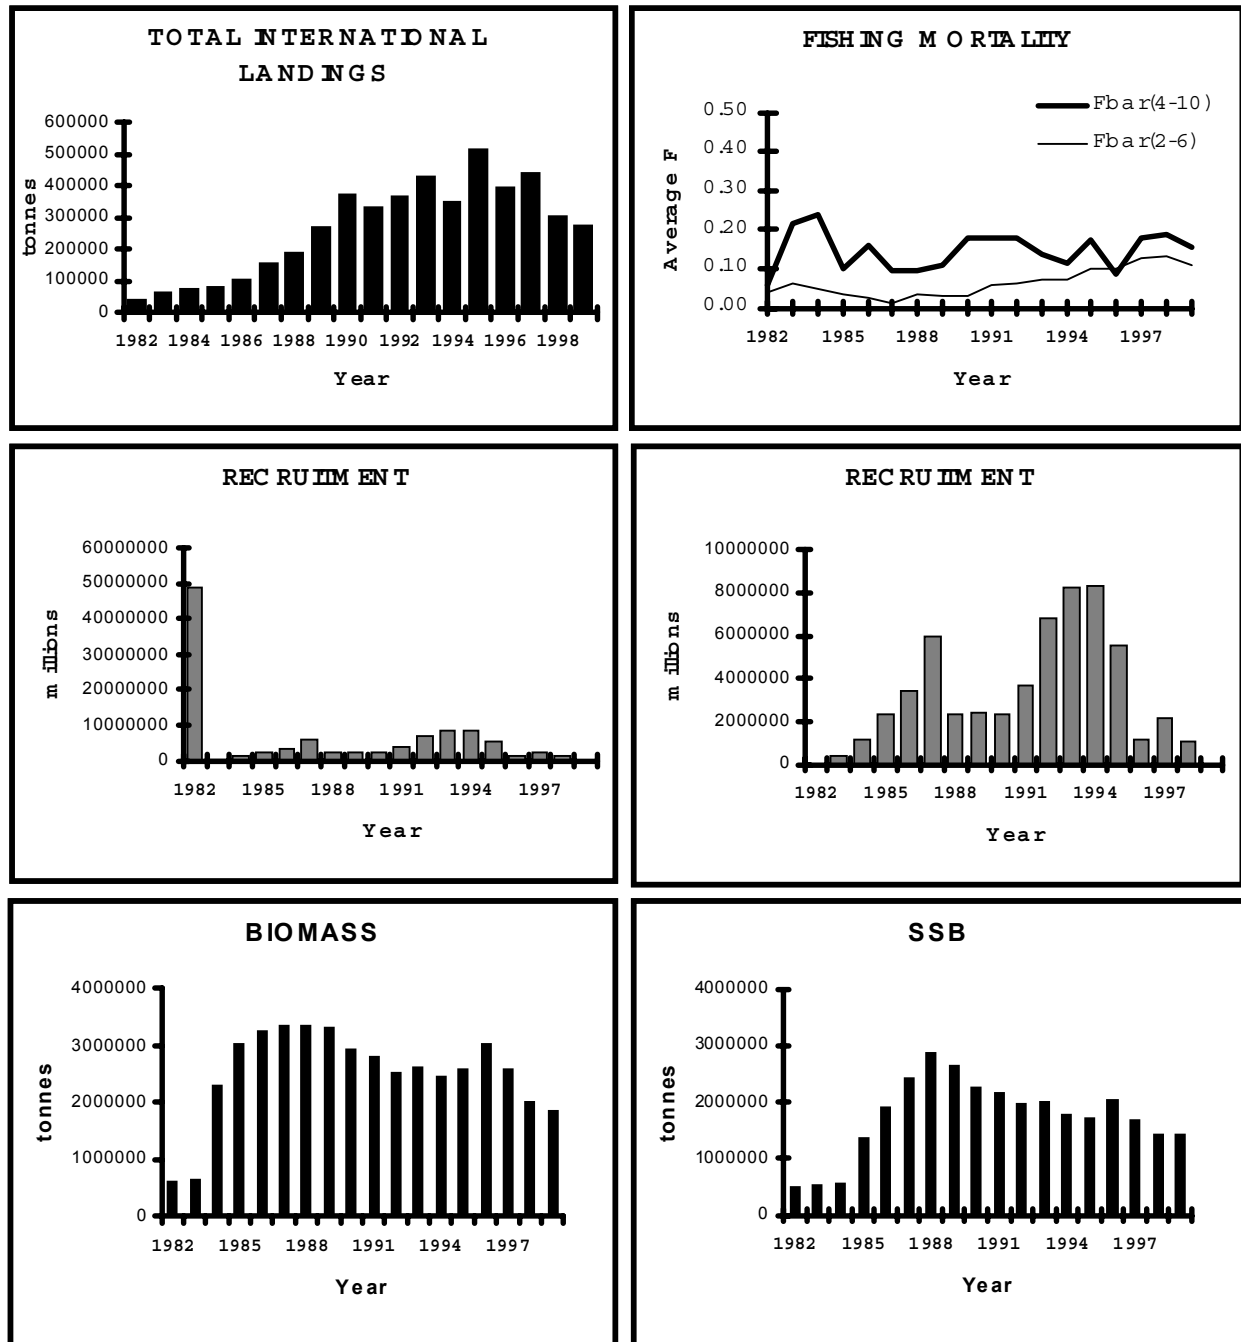 TOTAL INTERNATIONAL
LANDINGS
600000
500000
400000
300000
200000
100000
0
tonnes
1982 1984 1986 1988 1990 1992 1994 1996 1998
Year
FISHING MORTALITY
Fbar(4-10)
Fbar(2-6)
0.50
0.40
0.30
0.20
0.10
0.00
Average F
1982 1985 1988 1991 1994 1997
Year
RECRUITMENT
60000000
50000000
40000000
30000000
20000000
10000000
0
millions
1982 1985 1988 1991 1994 1997
Year
RECRUITMENT
10000000
8000000
6000000
4000000
2000000
0
millions
1982 1985 1988 1991 1994 1997
Year
BIOMASS
4000000
3000000
2000000
1000000
0
tonnes
1982 1985 1988 1991 1994 1997
Year
SSB
4000000
3000000
2000000
1000000
0
tonnes
1982 1985 1988 1991 1994 1997
Year